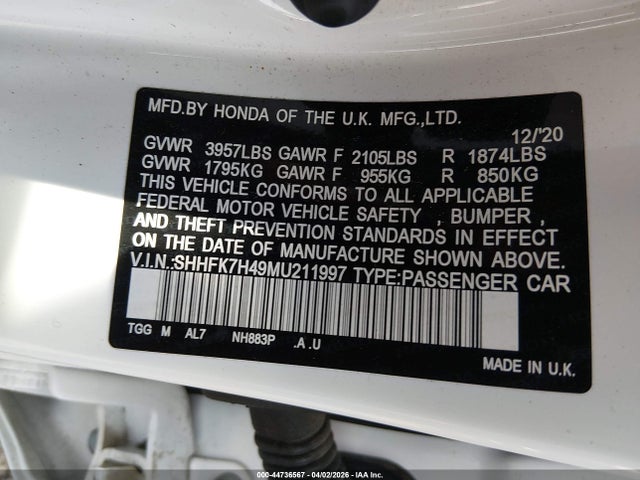 MFD.BY HONDA OF THE U.K. MFG.,LTD.
12/'20
GVWR 3957LBS GAWR F 2105LBS R 1874LBS
GVWR 1795KG GAWR F 955KG R 850KG
THIS VEHICLE CONFORMS TO ALL APPLICABLE
FEDERAL MOTOR VEHICLE SAFETY , BUMPER ,
AND THEFT PREVENTION STANDARDS IN EFFECT
ON THE DATE OF MANUFACTURE SHOWN ABOVE.
V.I.N.:SHHFK7H49MU211997 TYPE:PASSENGER CAR
TGG M AL7 NH883P .A .U
MADE IN U.K.
000-44736567 - 04/02/2026 - IAA Inc.